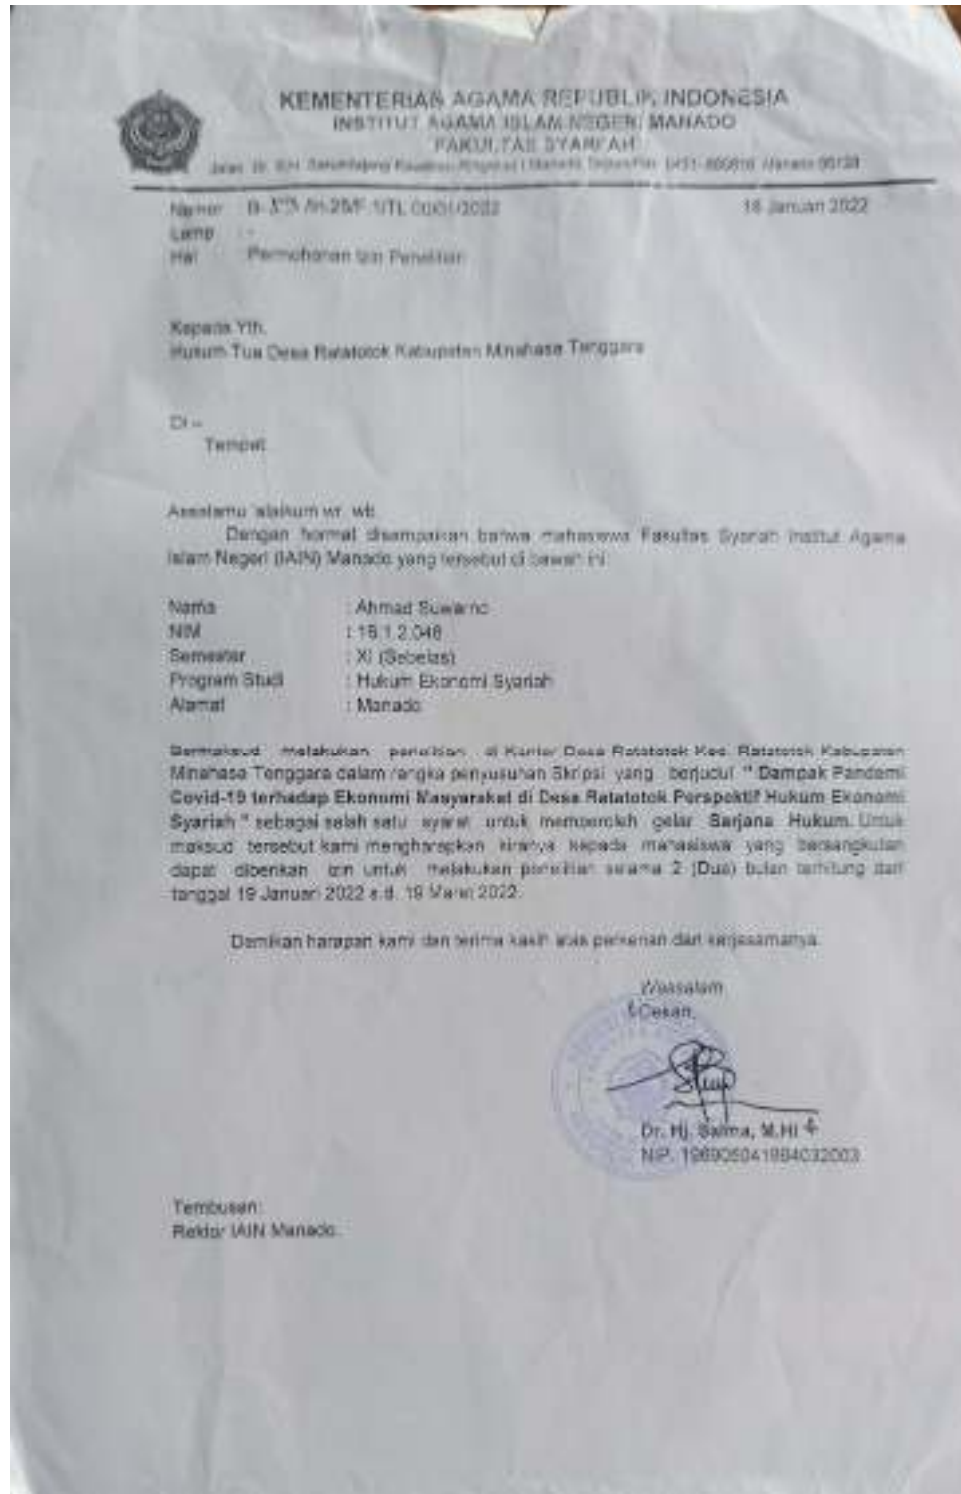 KEMENTERIAN AGAMA REPUBLIK INDONESIA
INSTITUT AGAMA ISLAM NEGERI MANADO
FAKULTAS SYARI'AH
Manado
Nomor
18 Januari 2022
Lamp : -
Hal Permohonan Izin Penelitian
Kepada Yth.
Hukum Tua Desa Ratatotok Kabupaten Minahasa Tenggara
Di –
Tempat
Assalamu 'alaikum wr. wb.
Dengan hormat disampaikan bahwa mahasiswa Fakultas Syariah Institut Agama
Islam Negeri (IAIN) Manado yang tersebut di bawah ini
Nama : Ahmad Suwarno
NIM
Semester : XI (Sebelas)
Program Studi : Hukum Ekonomi Syariah
Alamat : Manado
Bermaksud melakukan penelitian di Kantor Desa Ratatotok Kec. Ratatotok Kabupaten
Minahasa Tenggara dalam rangka penyusunan Skripsi yang berjudul " Dampak Pandemi
Covid-19 terhadap Ekonomi Masyarakat di Desa Ratatotok Perspektif Hukum Ekonomi
Syariah " sebagai salah satu syarat untuk memperoleh gelar Sarjana Hukum. Untuk
maksud tersebut kami mengharapkan kiranya kepada mahasiswa yang bersangkutan
dapat diberikan izin untuk melakukan penelitian selama 2 (Dua) bulan terhitung dari
tanggal 19 Januari 2022 s.d. 19 Maret 2022.
Demikan harapan kami dan terima kasih atas perkenan dan kerjasamanya.
Wassalam
Dekan,
Dr. Hj. Salma, M.HI
NIP.
Tembusan:
Rektor IAIN Manado.